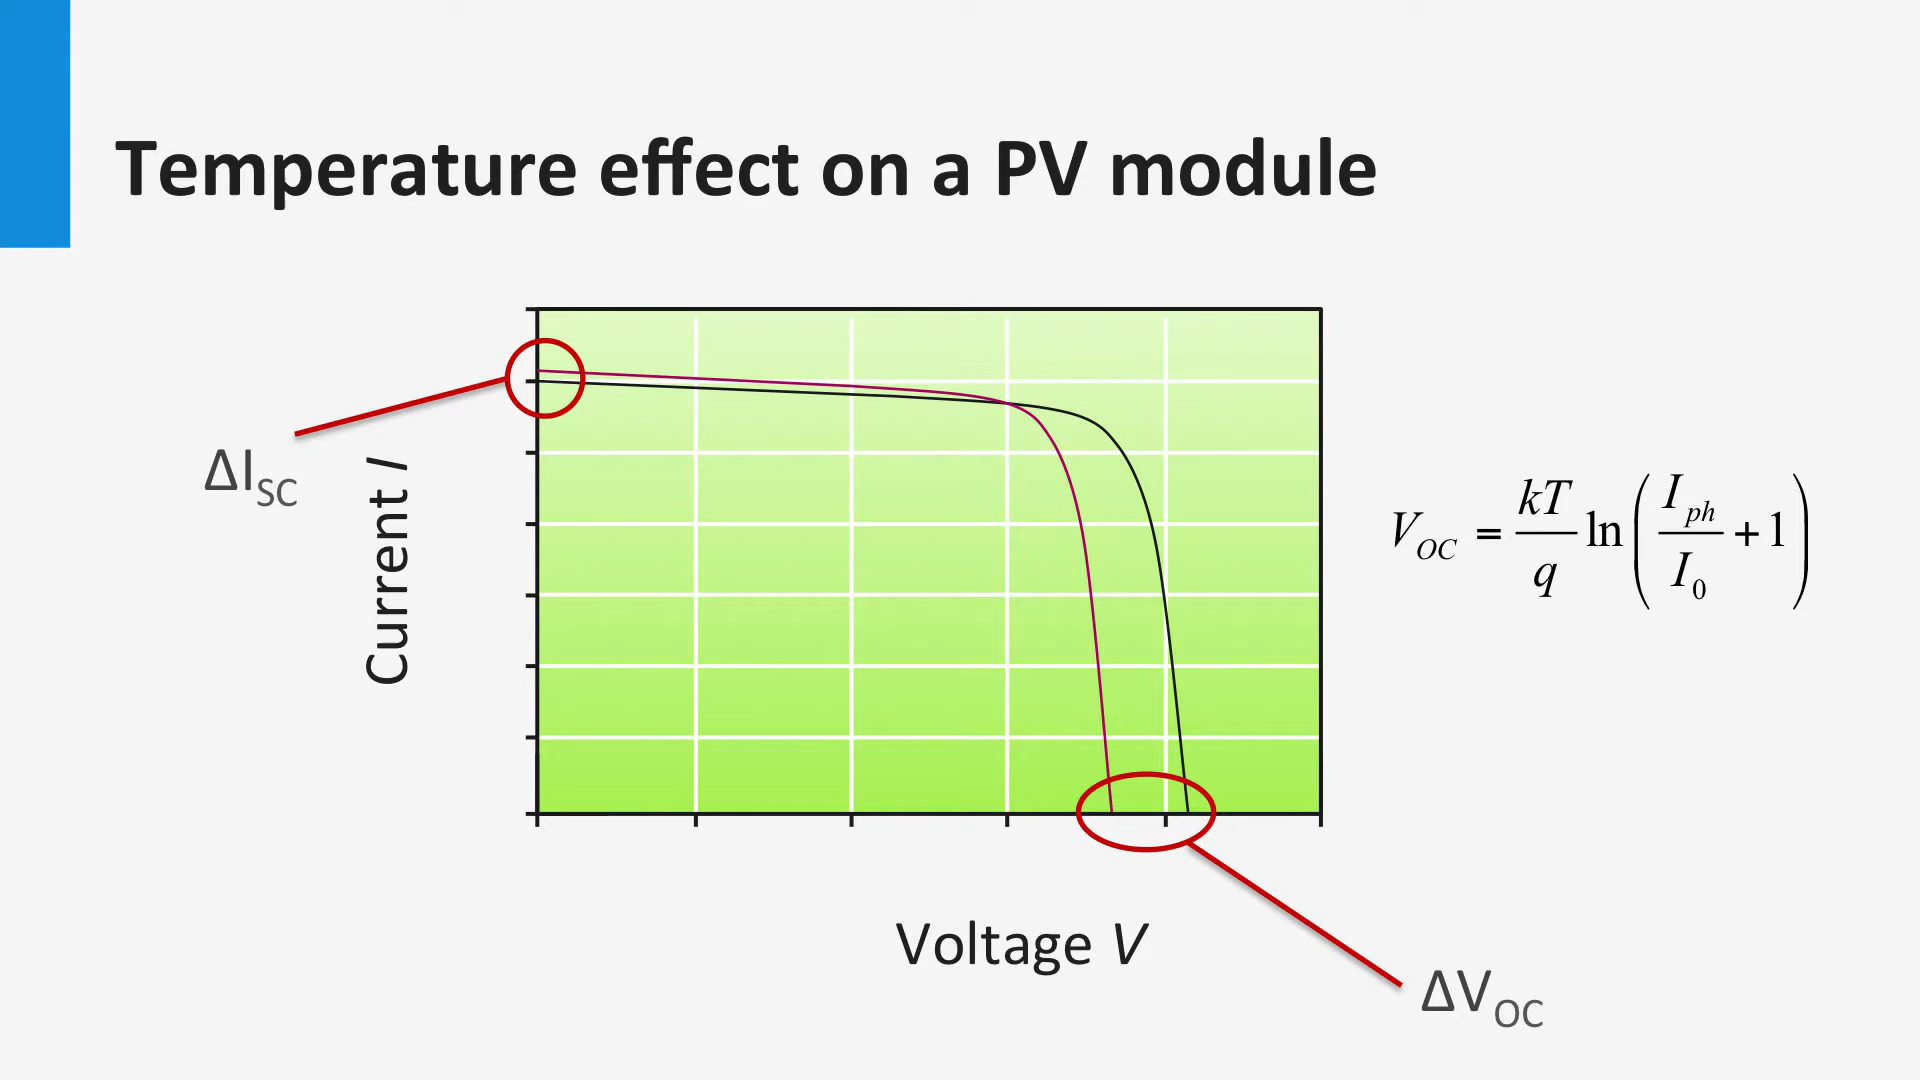 Temperature effect on a PV module
ΔI_SC
Current I
V_OC = kT/q ln(I_ph/I_0 + 1)
Voltage V
ΔV_OC